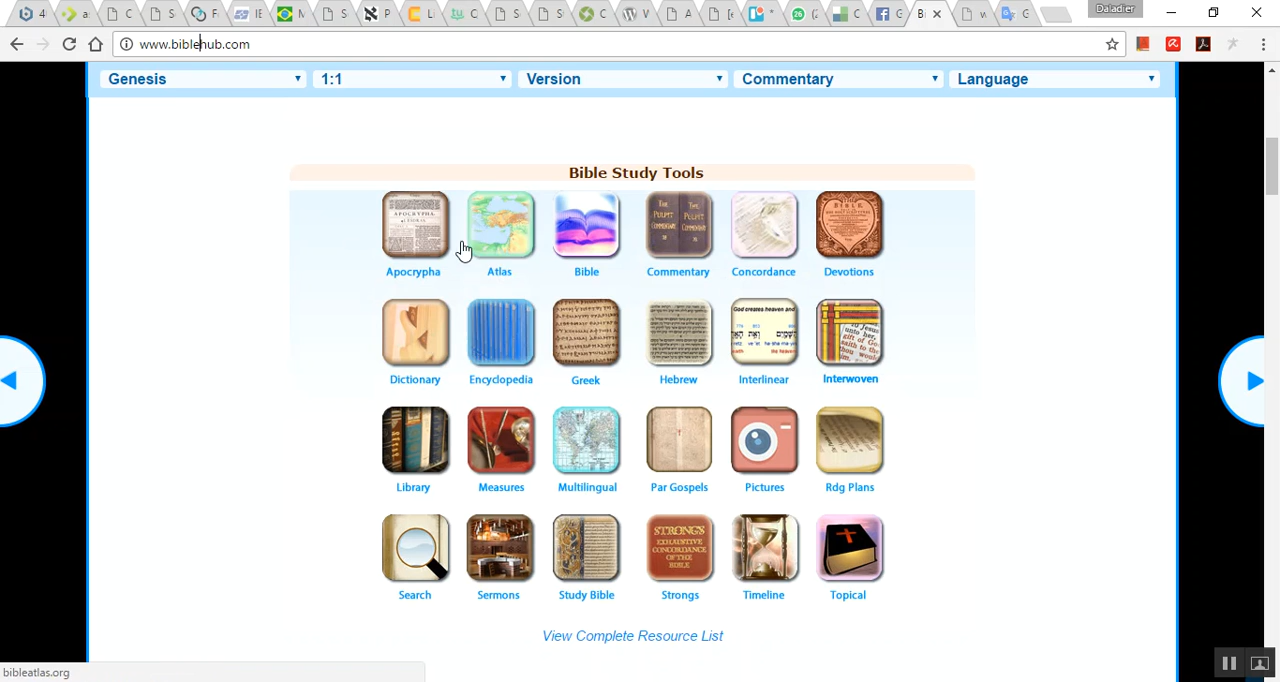 Daladier
www.biblehub.com
Genesis 1:1 Version Commentary Language
Bible Study Tools
Apocrypha Atlas Bible Commentary Concordance Devotions
Dictionary Encyclopedia Greek Hebrew Interlinear Interwoven
Library Measures Multilingual Par Gospels Pictures Rdg Plans
Search Sermons Study Bible Strongs Timeline Topical
View Complete Resource List
bibleatlas.org